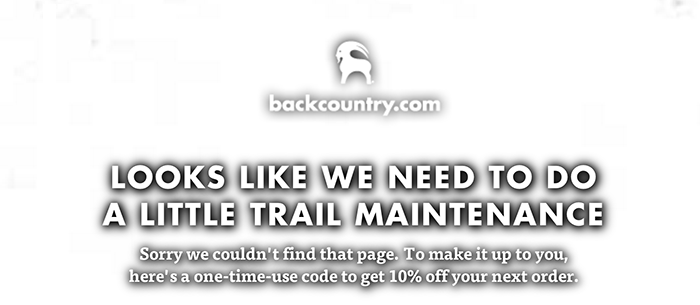 backcountry.com
LOOKS LIKE WE NEED TO DO
A LITTLE TRAIL MAINTENANCE
Sorry we couldn't find that page. To make it up to you,
here's a one-time-use code to get 10% off your next order.